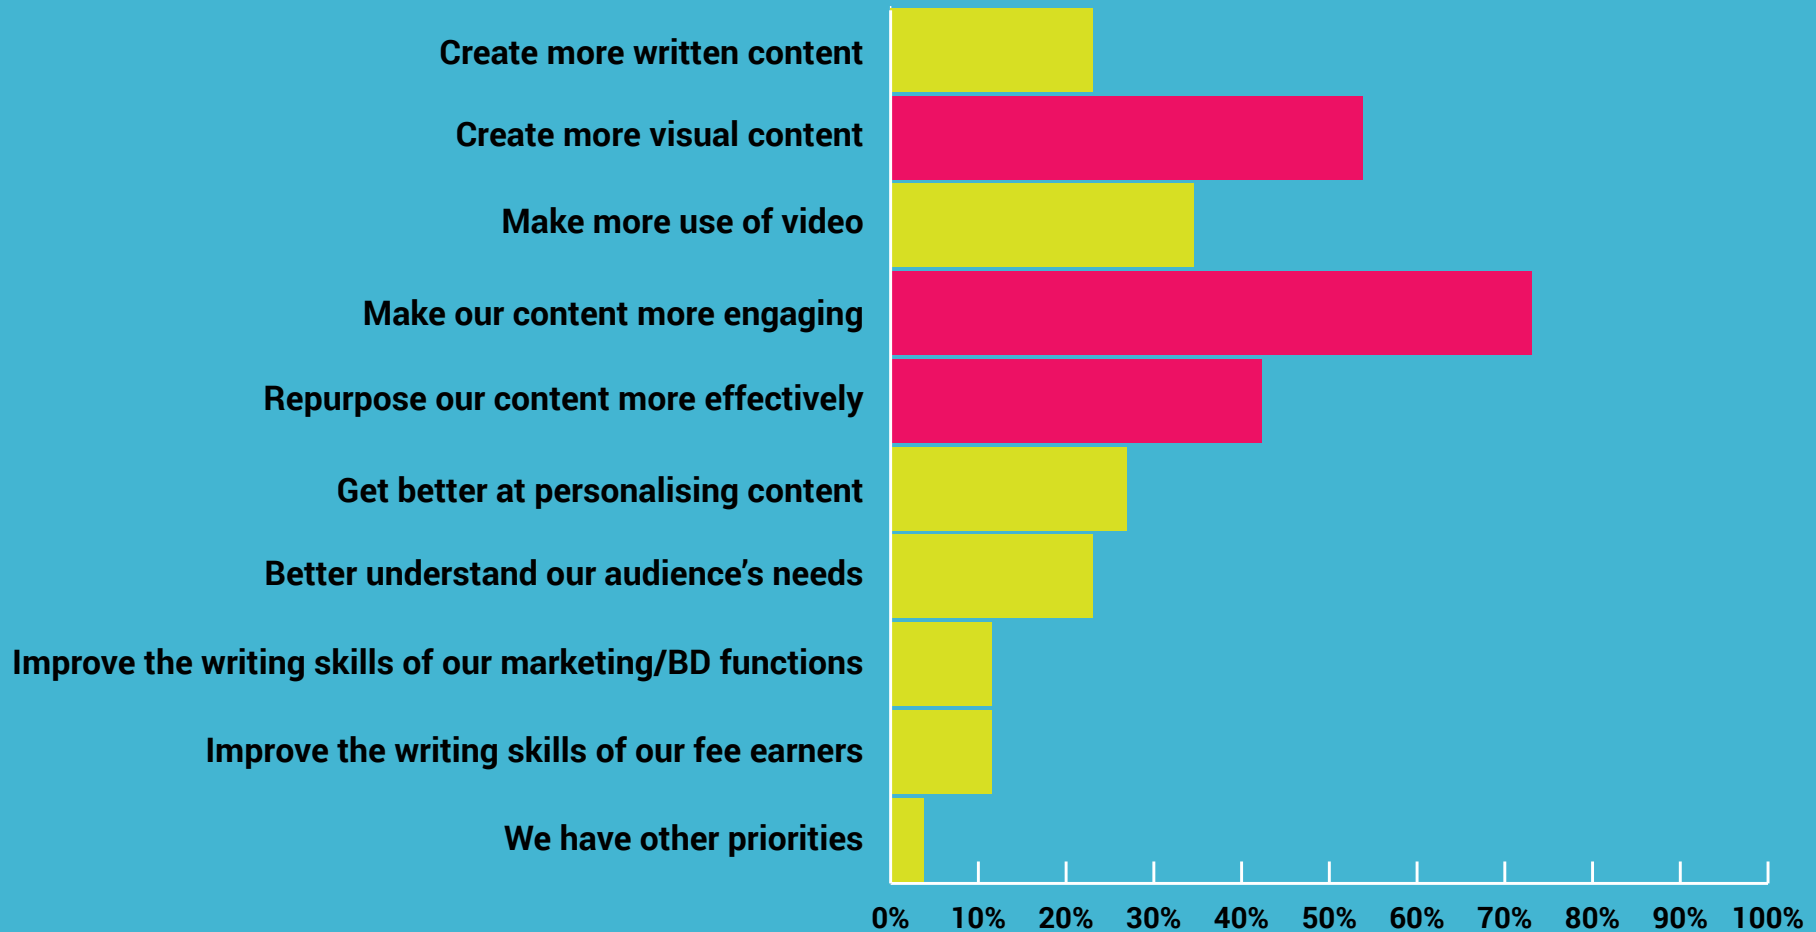 Create more written content
Create more visual content
Make more use of video
Make our content more engaging
Repurpose our content more effectively
Get better at personalising content
Better understand our audience’s needs
Improve the writing skills of our marketing/BD functions
Improve the writing skills of our fee earners
We have other priorities
0% 10% 20% 30% 40% 50% 60% 70% 80% 90% 100%